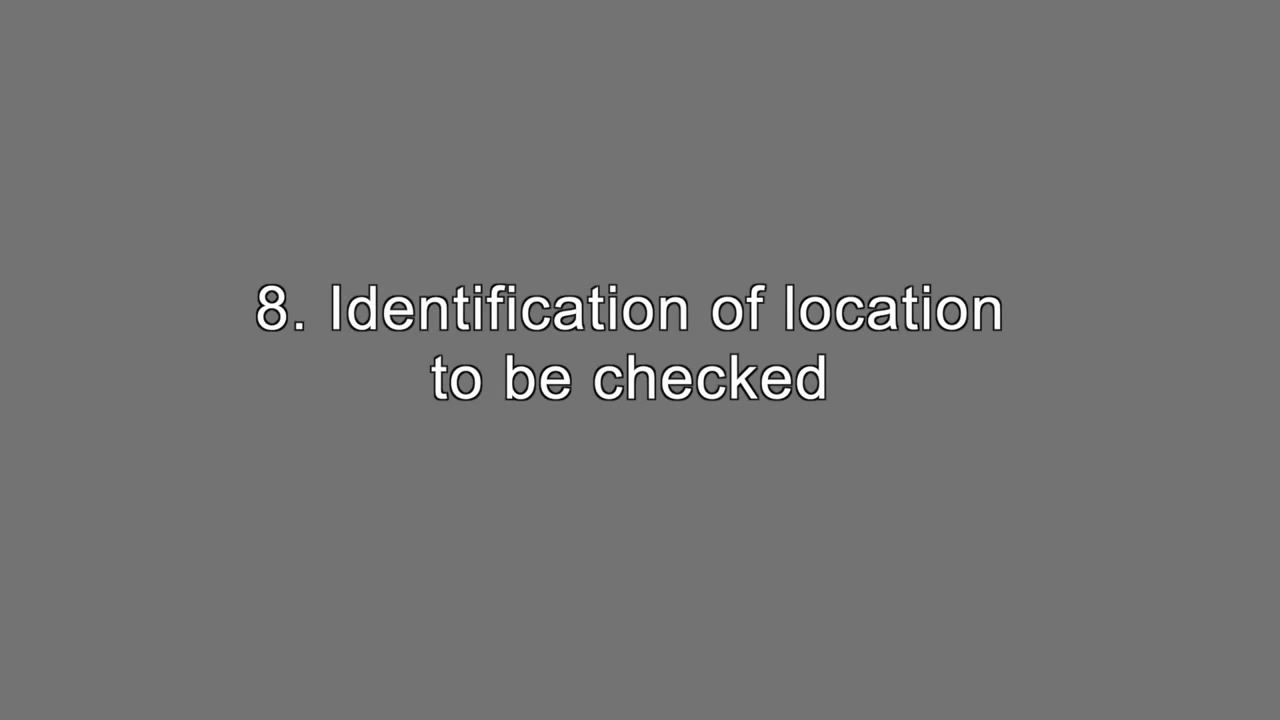 8. Identification of location
to be checked